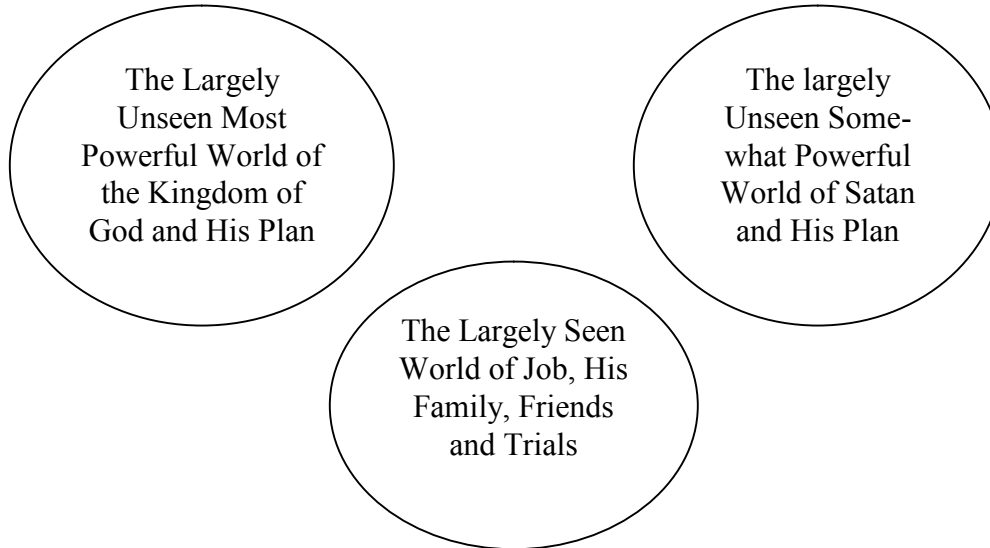 The Largely
Unseen Most
Powerful World of
the Kingdom of
God and His Plan
The largely
Unseen Some-
what Powerful
World of Satan
and His Plan
The Largely Seen
World of Job, His
Family, Friends
and Trials